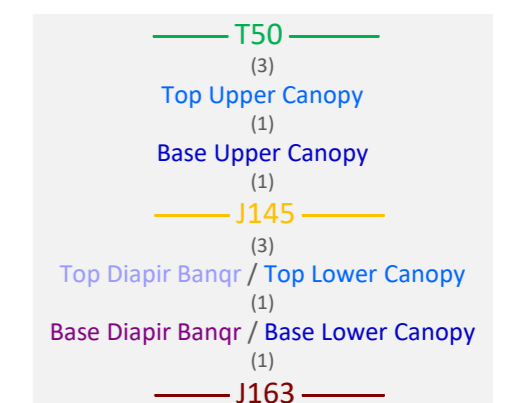 T50
(3)
Top Upper Canopy
(1)
Base Upper Canopy
(1)
J145
(3)
Top Diapir Banqr / Top Lower Canopy
(1)
Base Diapir Banqr / Base Lower Canopy
(1)
J163